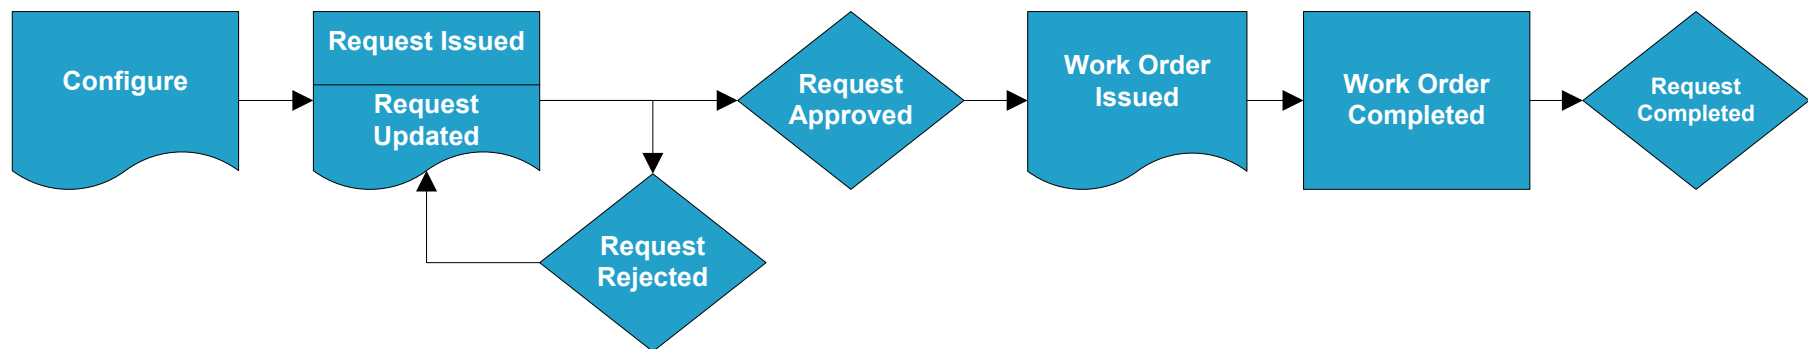 Configure
Request Issued
Request
Updated
Request
Rejected
Request
Approved
Work Order
Issued
Work Order
Completed
Request
Completed